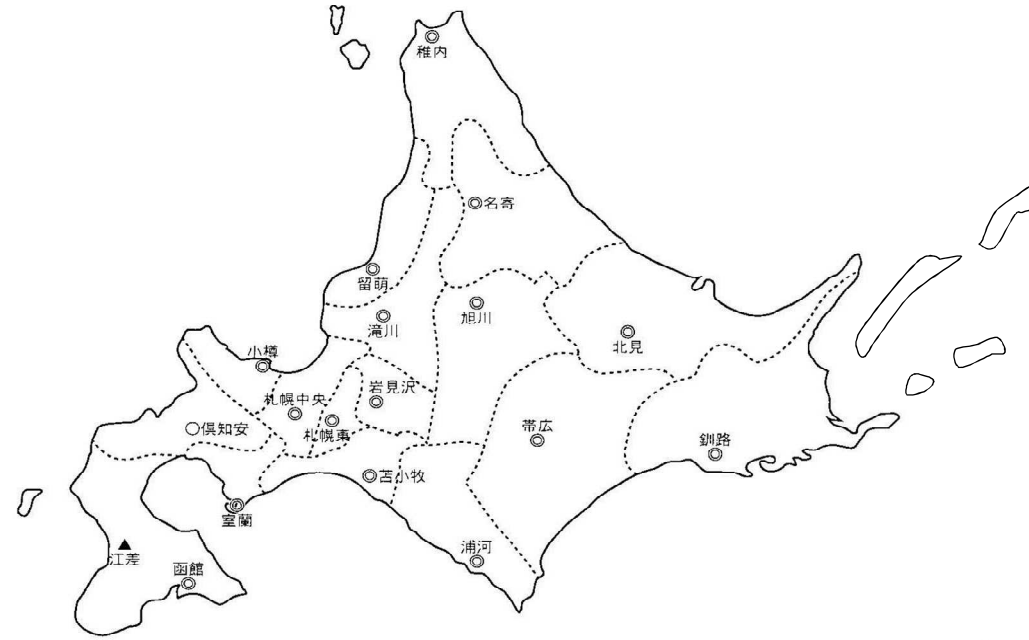 稚内
名寄
留萌
滝川
旭川
北見
小樽
札幌中央
岩見沢
札幌東
倶知安
帯広
釧路
苫小牧
室蘭
江差
函館
浦河